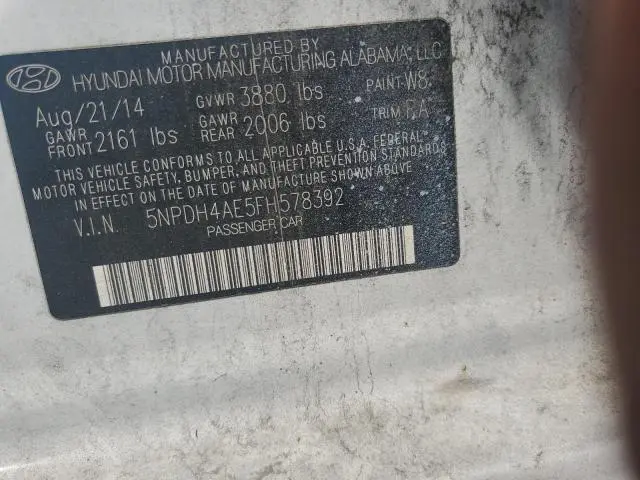 MANUFACTURED BY
HYUNDAI MOTOR MANUFACTURING ALABAMA, LLC
Aug/21/14 GVWR 3880 lbs PAINT W8
GAWR FRONT 2161 lbs GAWR REAR 2006 lbs TRIM RA
THIS VEHICLE CONFORMS TO ALL APPLICABLE U.S.A. FEDERAL
MOTOR VEHICLE SAFETY, BUMPER, AND THEFT PREVENTION STANDARDS
IN EFFECT ON THE DATE OF MANUFACTURE SHOWN ABOVE.
V.I.N. 5NPDH4AE5FH578392
PASSENGER CAR